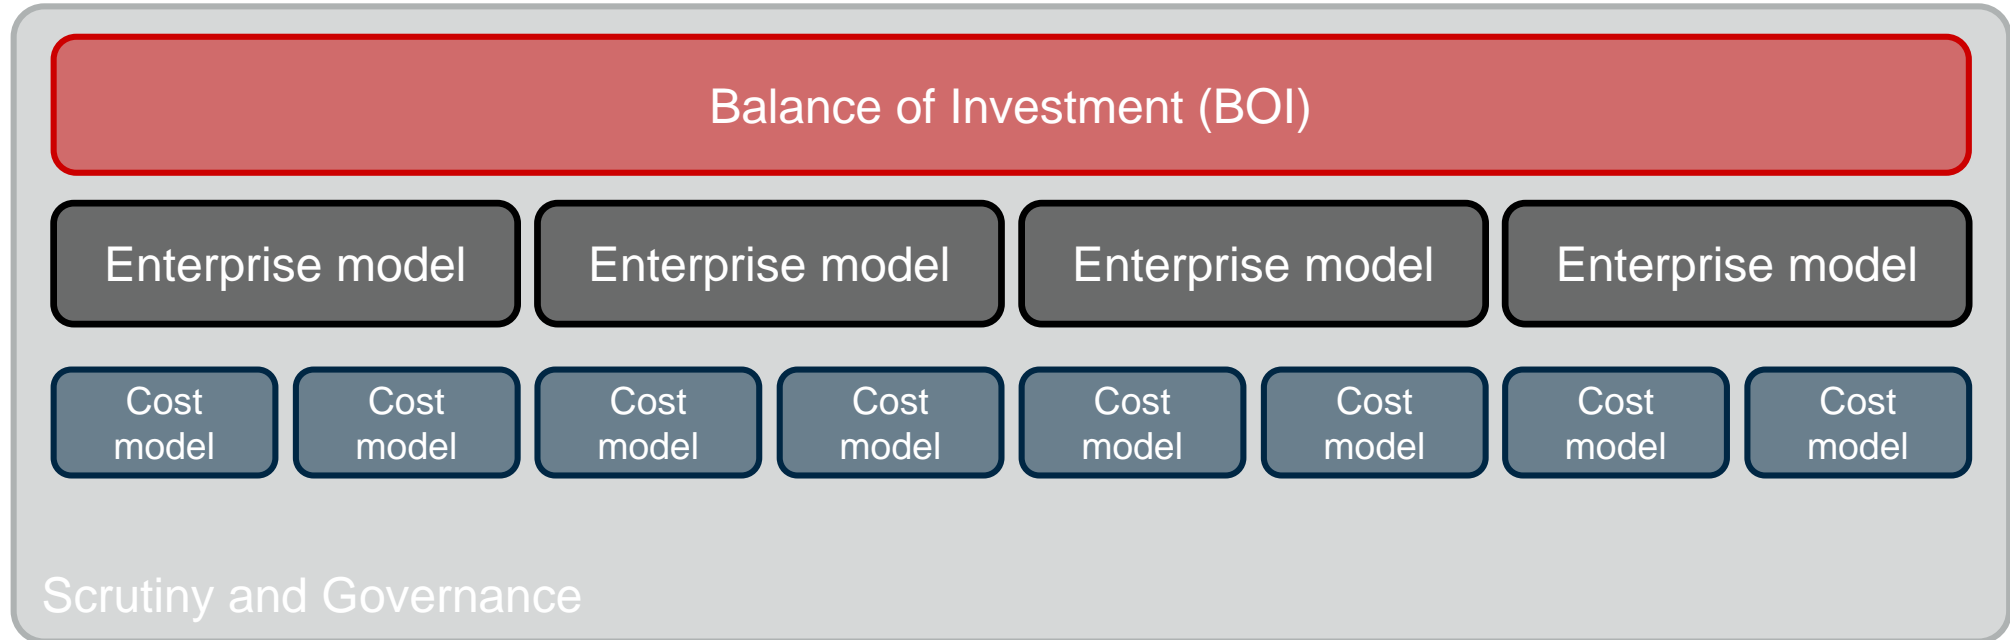 Balance of Investment (BOI)
Enterprise model
Enterprise model
Enterprise model
Enterprise model
Cost
model
Cost
model
Cost
model
Cost
model
Cost
model
Cost
model
Cost
model
Cost
model
Scrutiny and Governance